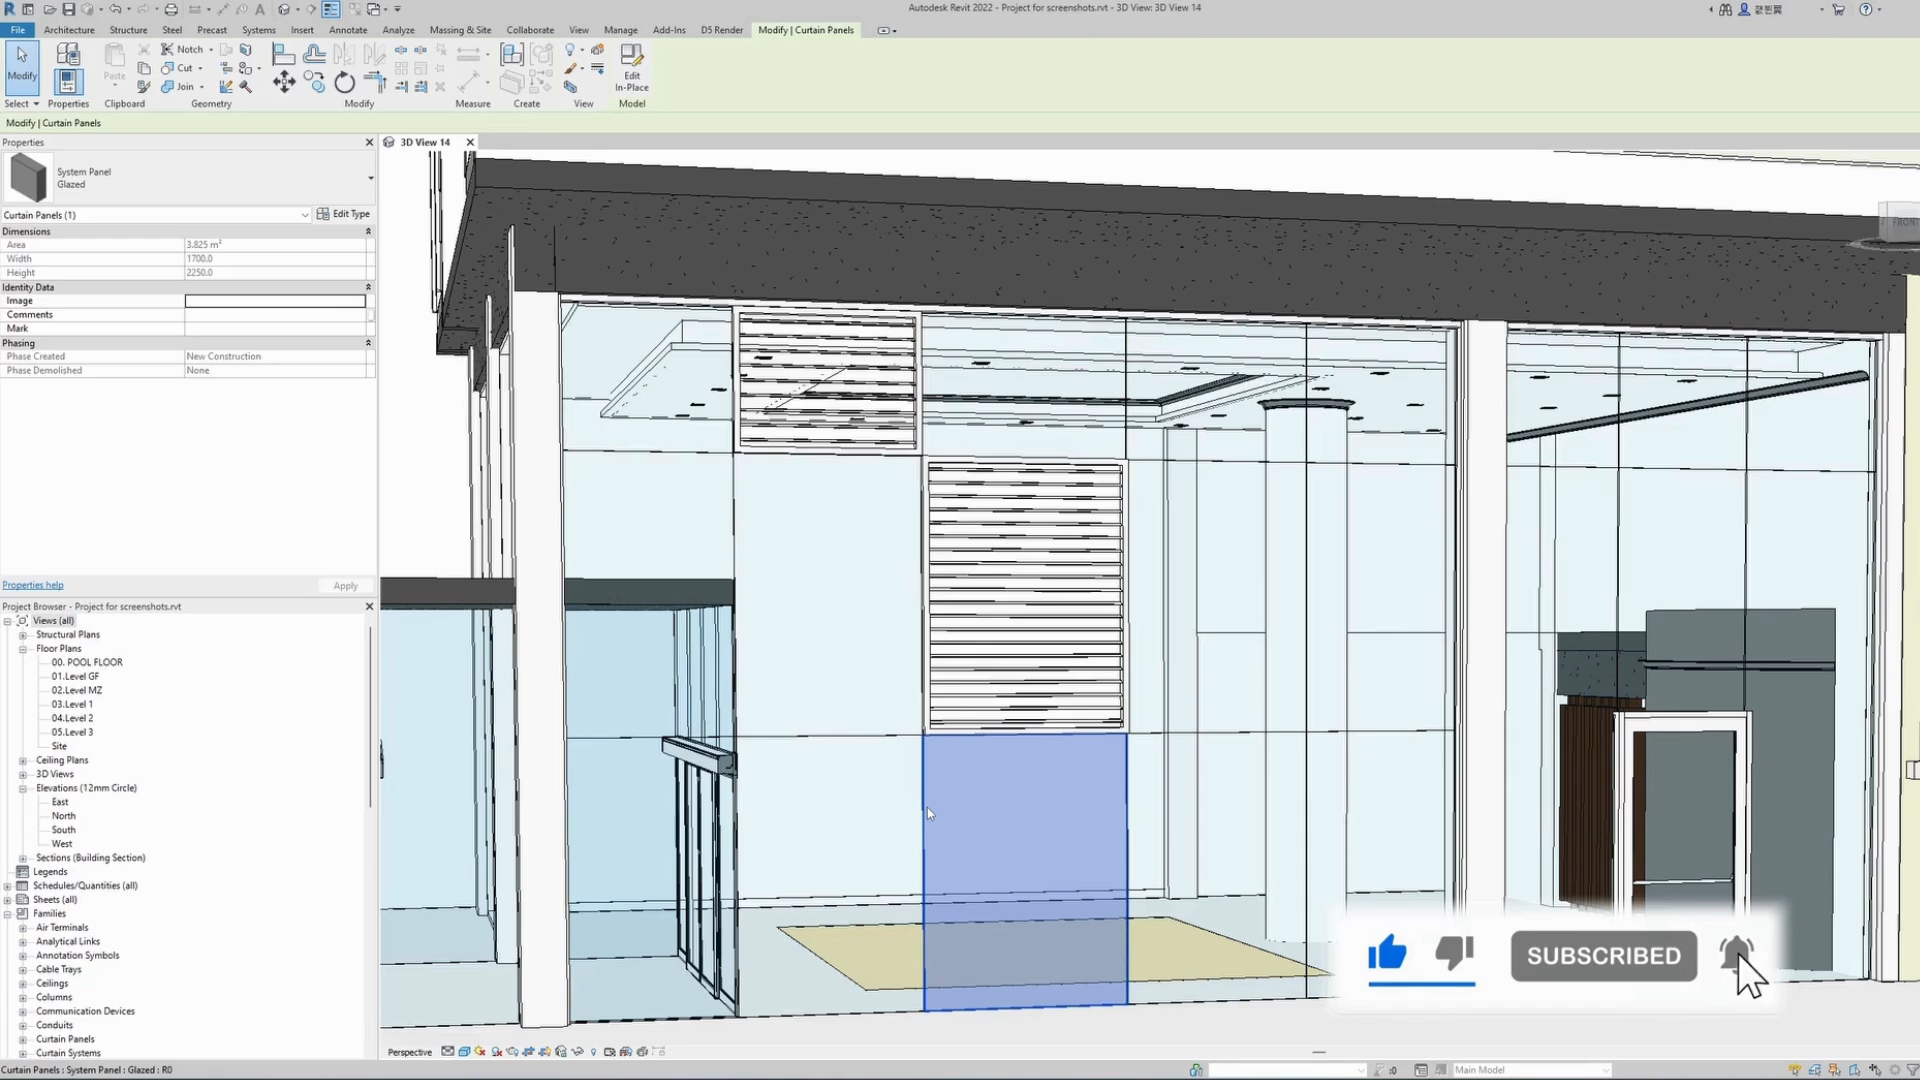 Autodesk Revit 2022 - Project for screenshots.rvt - 3D View: 3D View 14
File Architecture Structure Steel Precast Systems Insert Annotate Analyze Massing & Site Collaborate View Manage Add-Ins D5 Render Modify | Curtain Panels
Modify
Paste
Notch
Cut
Join
Edit
In-Place
Select Properties Clipboard Geometry Modify Measure Create View Model
Modify | Curtain Panels
Properties
3D View 14
System Panel
Glazed
Curtain Panels (1)
Edit Type
Dimensions
Area 3.825 m²
Width 1700.0
Height 2250.0
Identity Data
Image
Comments
Mark
Phasing
Phase Created New Construction
Phase Demolished None
Properties help
Apply
Project Browser - Project for screenshots.rvt
Views (all)
Structural Plans
Floor Plans
00. POOL FLOOR
01.Level GF
02.Level MZ
03.Level 1
04.Level 2
05.Level 3
Site
Ceiling Plans
3D Views
Elevations (12mm Circle)
East
North
South
West
Sections (Building Section)
Legends
Schedules/Quantities (all)
Sheets (all)
Families
Air Terminals
Analytical Links
Annotation Symbols
Cable Trays
Ceilings
Columns
Communication Devices
Conduits
Curtain Panels
Curtain Systems
SUBSCRIBED
Perspective
Curtain Panels : System Panel : Glazed : R0
:0
Main Model